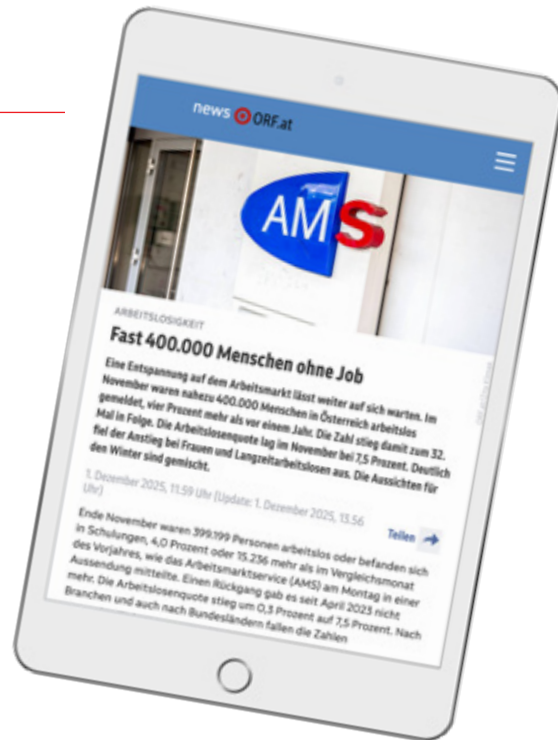 news ORF.at
AMS
ARBEITSLOSIGKEIT
Fast 400.000 Menschen ohne Job
Eine Entspannung auf dem Arbeitsmarkt lässt weiter auf sich warten. Im
November waren nahezu 400.000 Menschen in Österreich arbeitslos
gemeldet, vier Prozent mehr als vor einem Jahr. Die Zahl stieg damit zum 32.
Mal in Folge. Die Arbeitslosenquote lag im November bei 7,5 Prozent. Deutlich
fiel der Anstieg bei Frauen und Langzeitarbeitslosen aus. Die Aussichten für
den Winter sind gemischt.
1. Dezember 2025, 11.59 Uhr (Update: 1. Dezember 2025, 13.56
Uhr)
Teilen
Ende November waren 399.199 Personen arbeitslos oder befanden sich
in Schulungen, 4,0 Prozent oder 15.236 mehr als im Vergleichsmonat
des Vorjahres, wie das Arbeitsmarktservice (AMS) am Montag in einer
Aussendung mitteilte. Einen Rückgang gab es seit April 2023 nicht
mehr. Die Arbeitslosenquote stieg um 0,3 Prozent auf 7,5 Prozent. Nach
Branchen und auch nach Bundesländern fallen die Zahlen